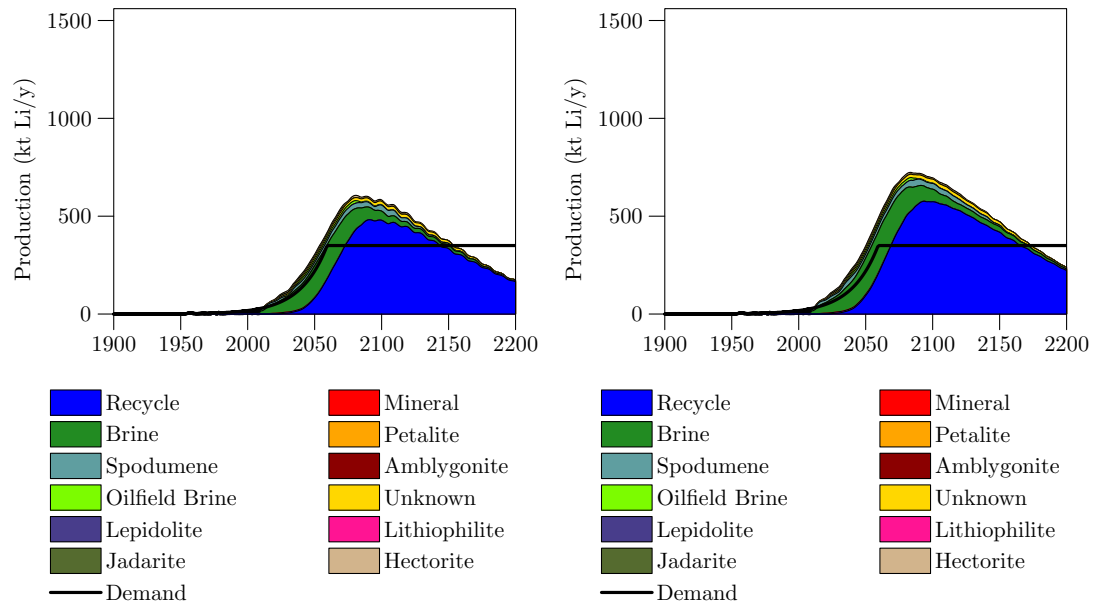 Production (kt Li/y)
1500
1000
500
0
1900 1950 2000 2050 2100 2150 2200
Recycle Mineral
Brine Petalite
Spodumene Amblygonite
Oilfield Brine Unknown
Lepidolite Lithiophilite
Jadarite Hectorite
Demand
Production (kt Li/y)
1500
1000
500
0
1900 1950 2000 2050 2100 2150 2200
Recycle Mineral
Brine Petalite
Spodumene Amblygonite
Oilfield Brine Unknown
Lepidolite Lithiophilite
Jadarite Hectorite
Demand